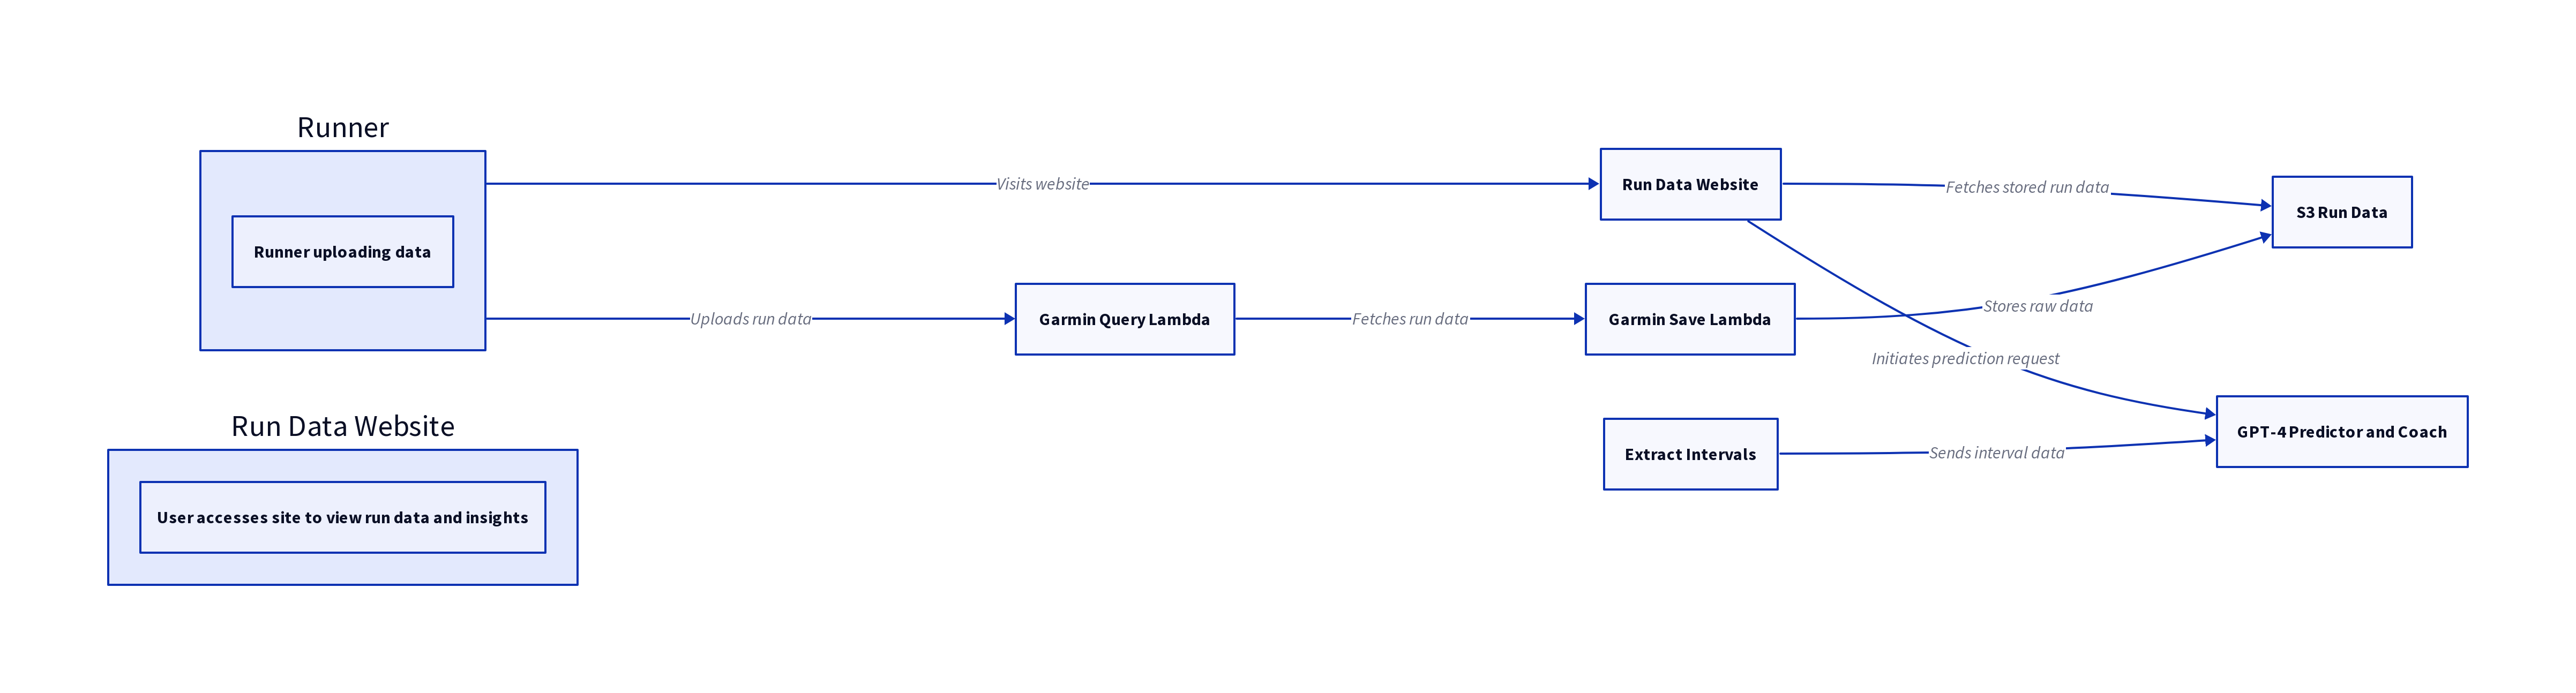 Runner
Runner uploading data
Visits website
Run Data Website
Fetches stored run data
S3 Run Data
Uploads run data
Garmin Query Lambda
Fetches run data
Garmin Save Lambda
Stores raw data
Initiates prediction request
Run Data Website
User accesses site to view run data and insights
Extract Intervals
Sends interval data
GPT-4 Predictor and Coach